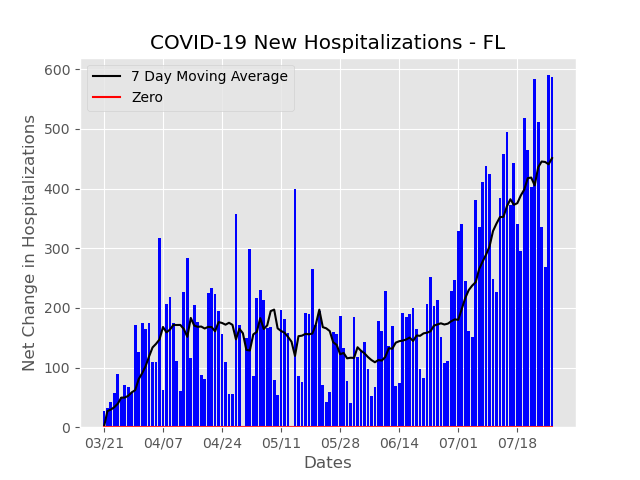 COVID-19 New Hospitalizations - FL
7 Day Moving Average
Zero
Net Change in Hospitalizations
600
500
400
300
200
100
0
03/21 04/07 04/24 05/11 05/28 06/14 07/01 07/18
Dates